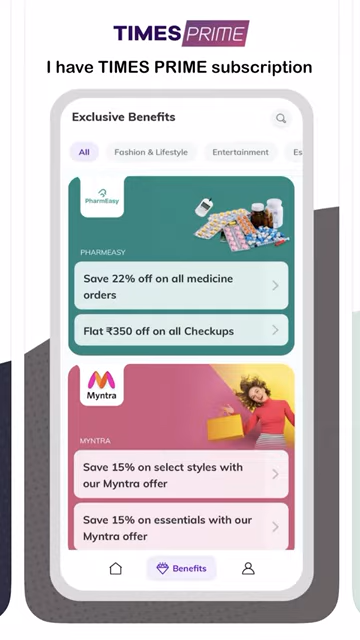 TIMES PRIME
I have TIMES PRIME subscription
Exclusive Benefits
All Fashion & Lifestyle Entertainment Es
PharmEasy
PHARMEASY
Save 22% off on all medicine
orders
Flat ₹350 off on all Checkups
Myntra
MYNTRA
Save 15% on select styles with
our Myntra offer
Save 15% on essentials with our
Myntra offer
Benefits